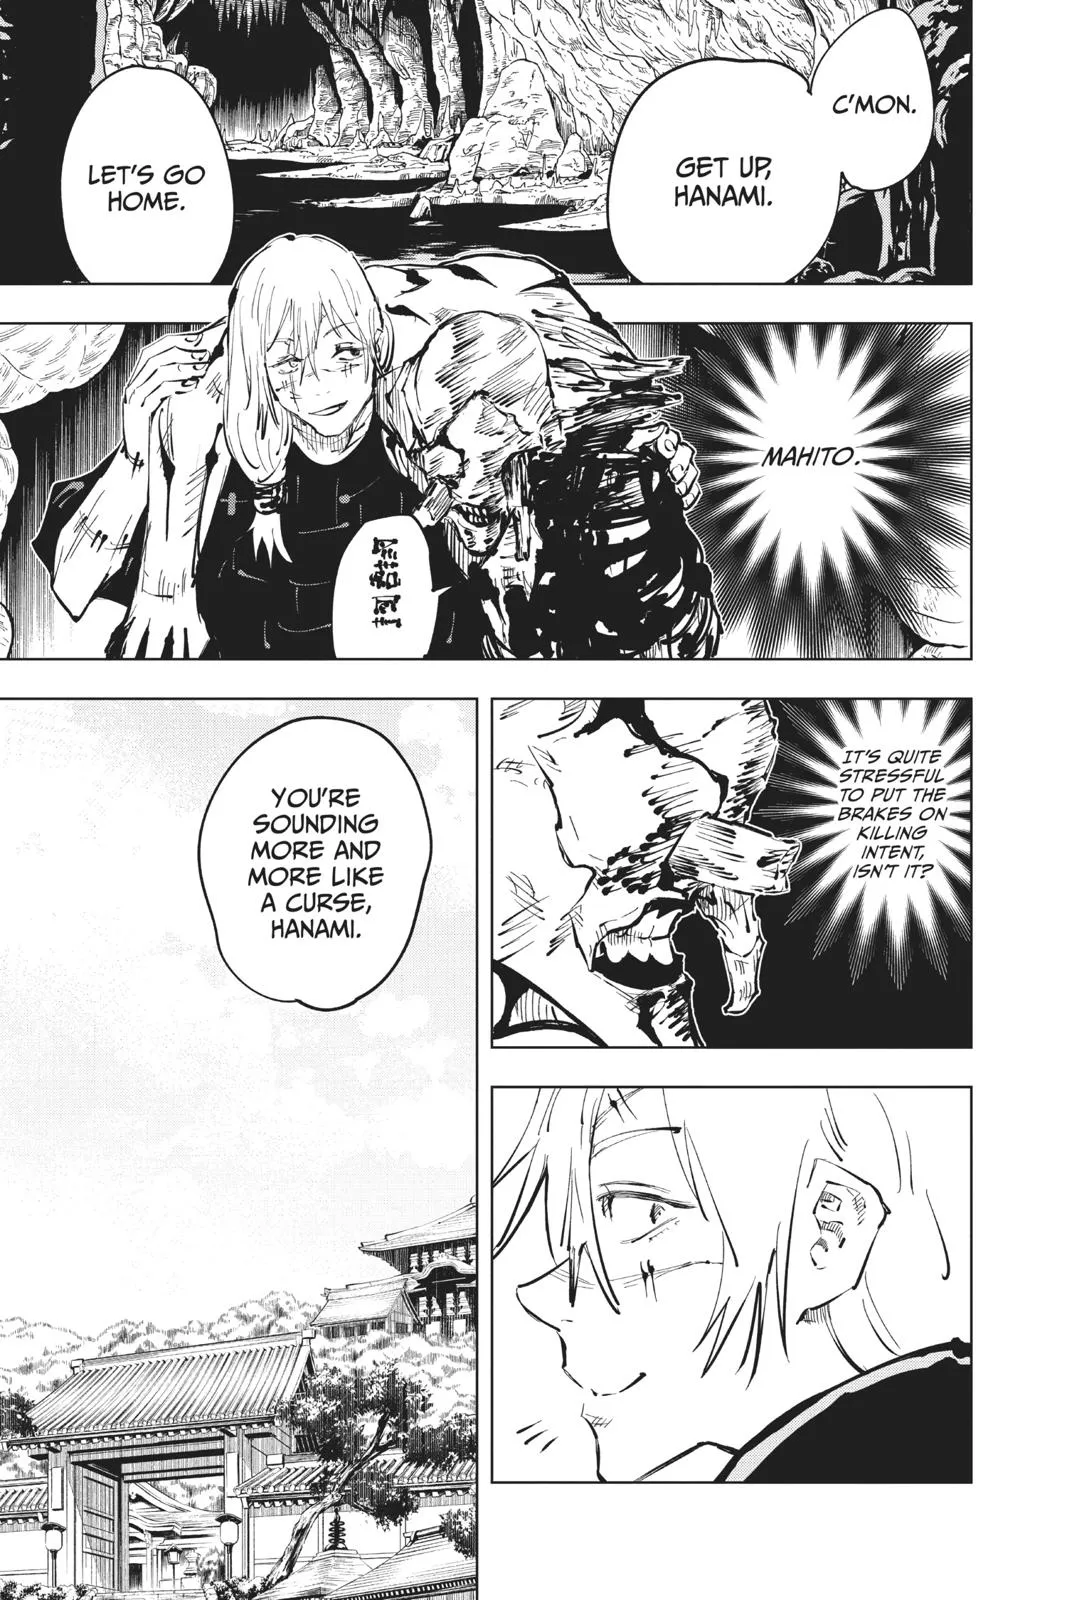 C'MON.
GET UP,
HANAMI.
LET'S GO
HOME.
MAHITO.
IT'S QUITE
STRESSFUL
TO PUT THE
BRAKES ON
KILLING
INTENT,
ISN'T IT?
YOU'RE
SOUNDING
MORE AND
MORE LIKE
A CURSE,
HANAMI.